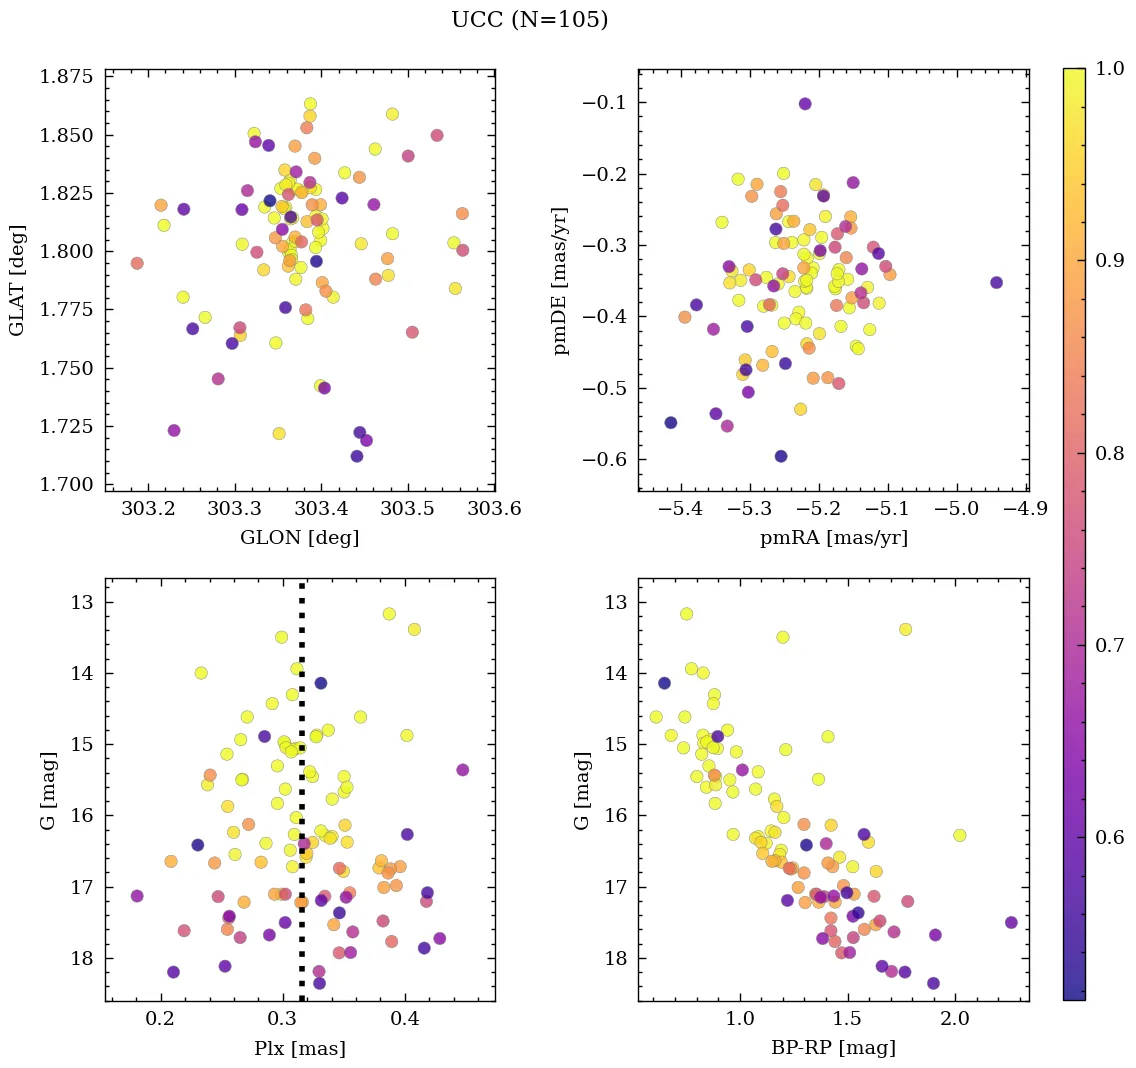 UCC (N=105)
1.875
1.850
1.825
1.800
1.775
1.750
1.725
1.700
GLAT [deg]
303.2 303.3 303.4 303.5 303.6
GLON [deg]
−0.1
−0.2
−0.3
−0.4
−0.5
−0.6
pmDE [mas/yr]
−5.4 −5.3 −5.2 −5.1 −5.0 −4.9
pmRA [mas/yr]
13
14
15
16
17
18
G [mag]
0.2 0.3 0.4
Plx [mas]
13
14
15
16
17
18
G [mag]
1.0 1.5 2.0
BP-RP [mag]
1.0
0.9
0.8
0.7
0.6